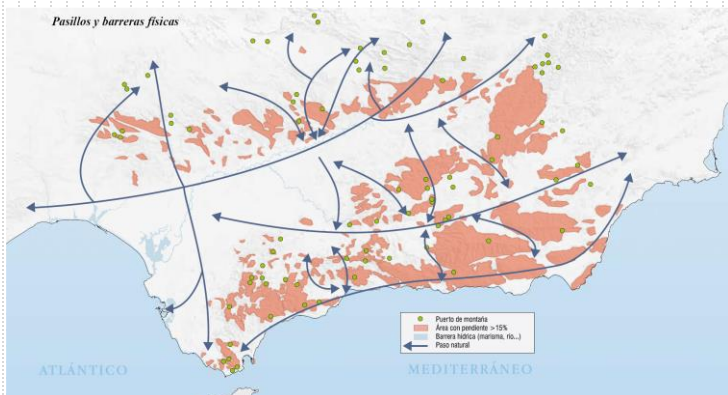 Pasillos y barreras físicas
Puerto de montaña
Área con pendiente >15%
Barrera hídrica (marisma, río...)
Paso natural
ATLÁNTICO
MEDITERRÁNEO